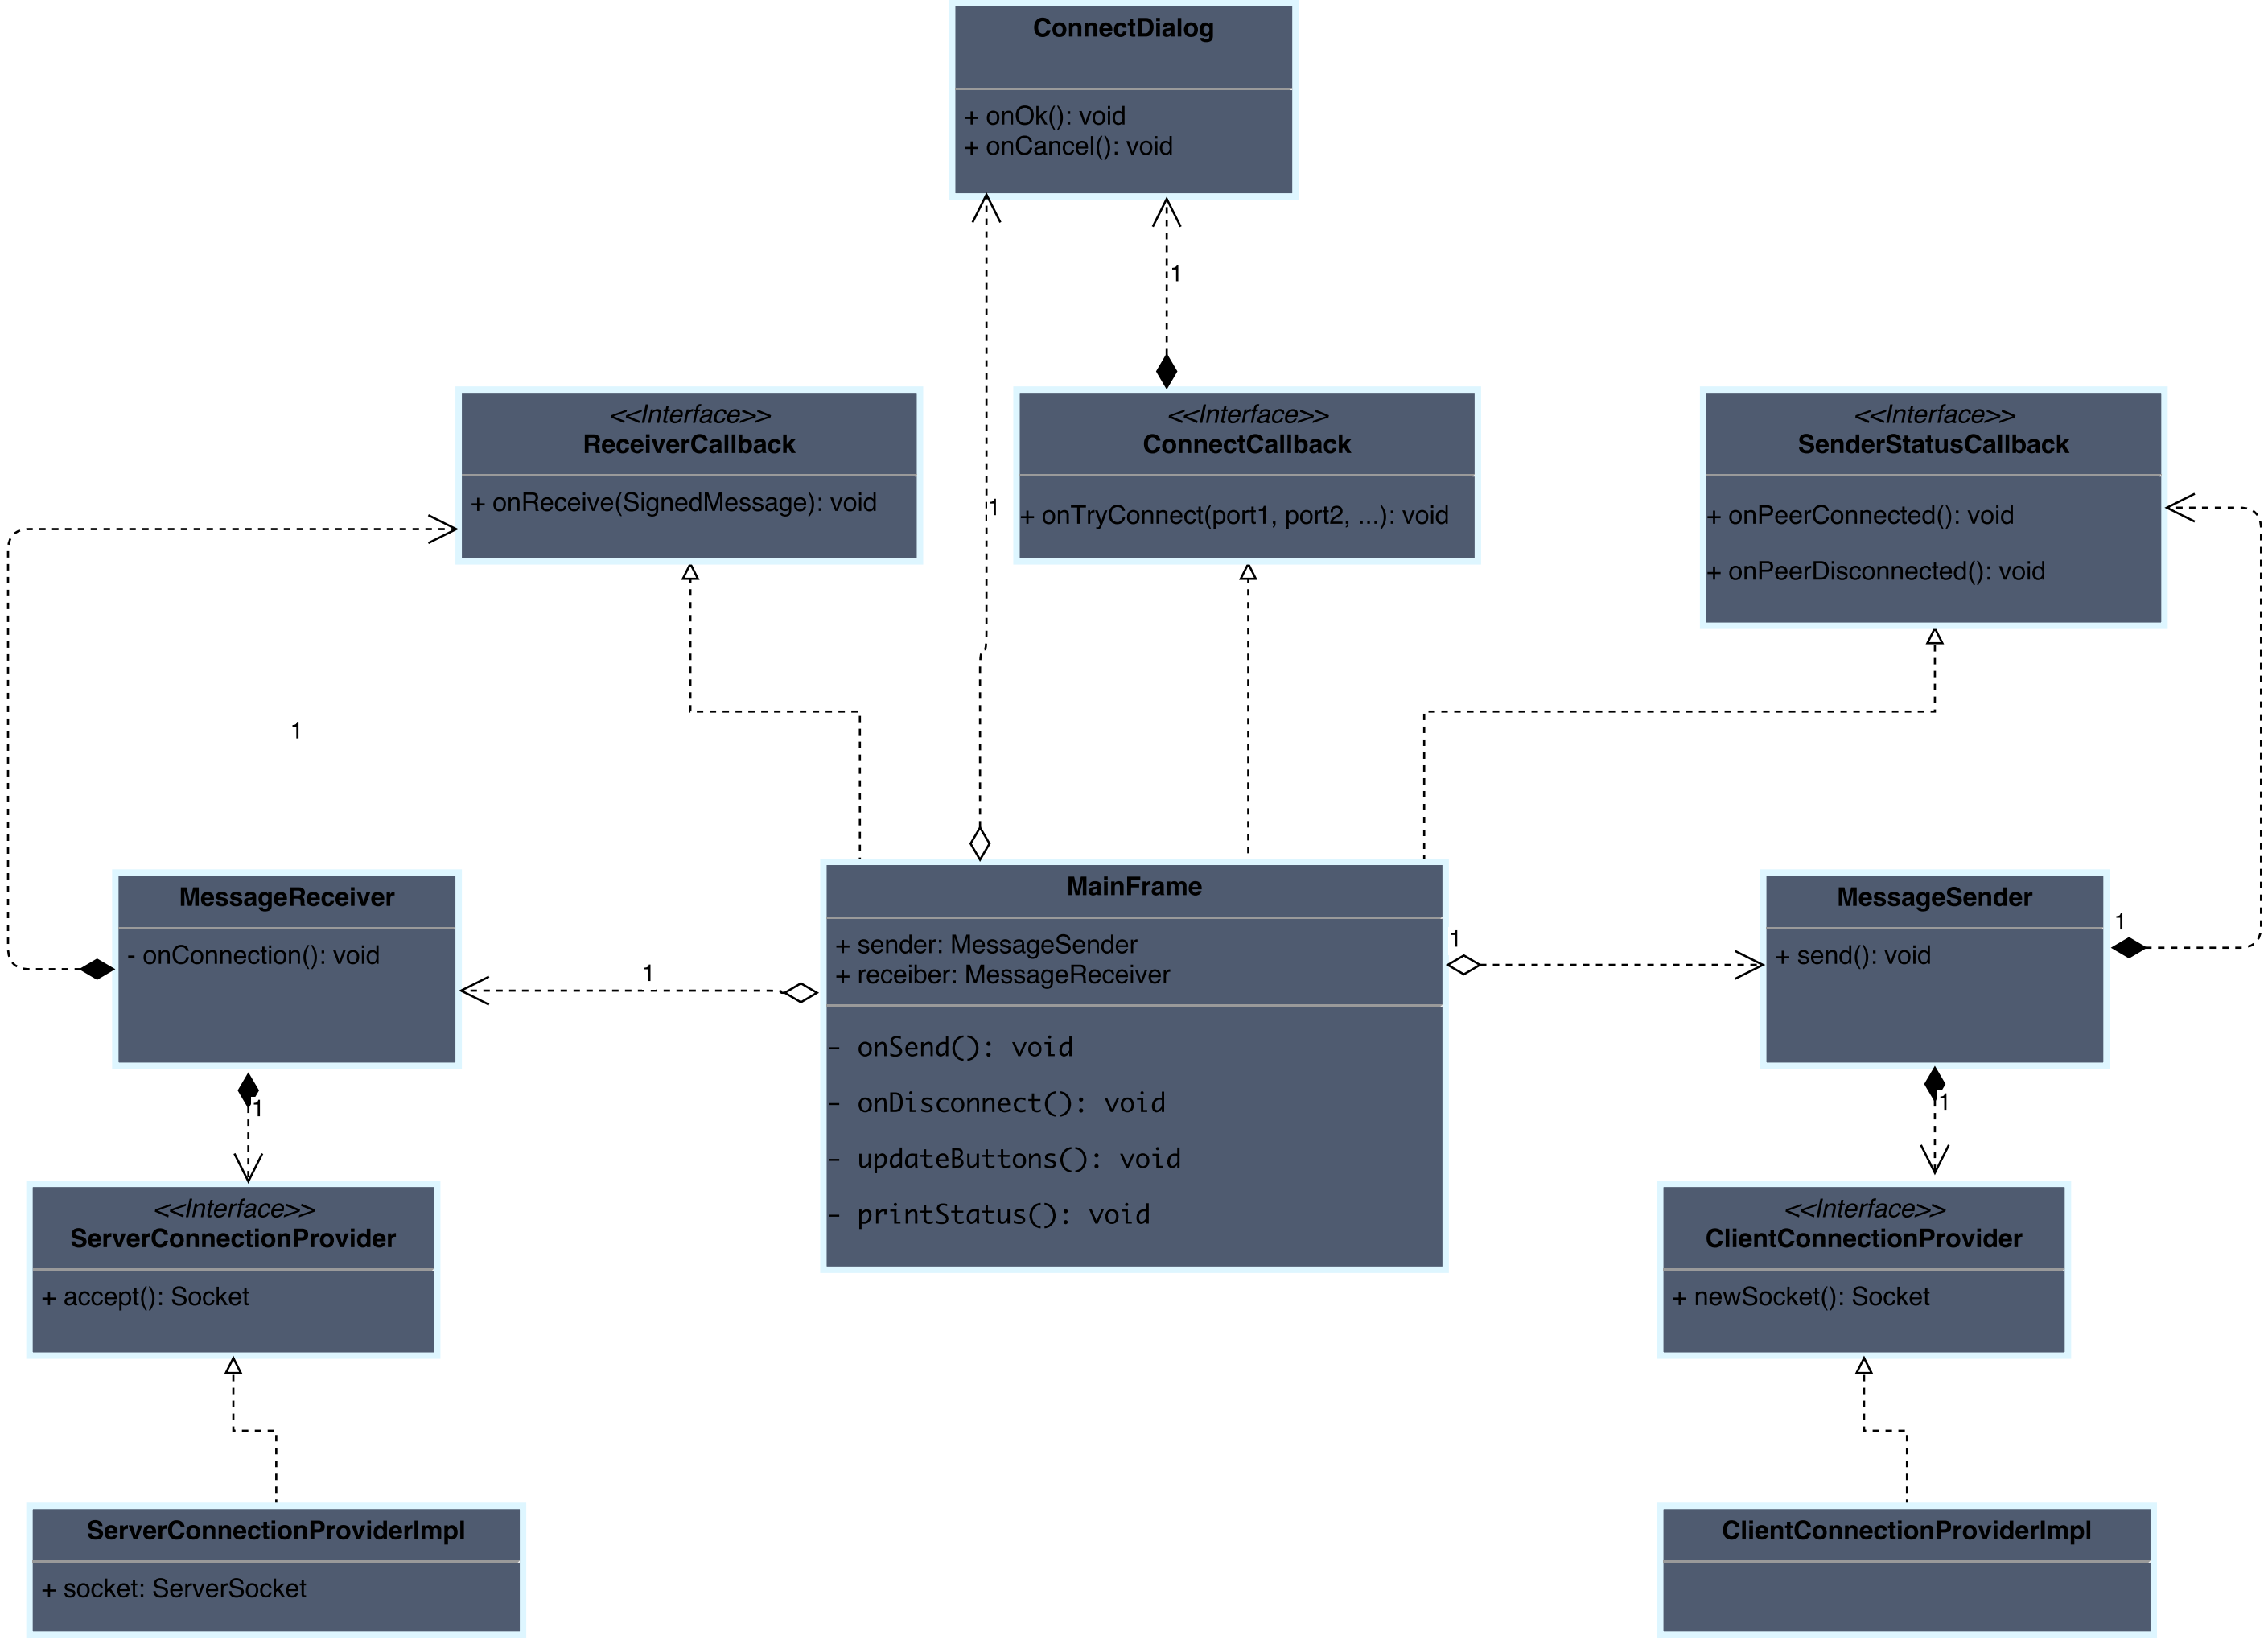 ConnectDialog
+ onOk(): void
+ onCancel(): void
1
<<Interface>>
ReceiverCallback
+ onReceive(SignedMessage): void
1
<<Interface>>
ConnectCallback
+ onTryConnect(port1, port2, ...): void
<<Interface>>
SenderStatusCallback
+ onPeerConnected(): void
+ onPeerDisconnected(): void
1
MessageReceiver
- onConnection(): void
1
MainFrame
+ sender: MessageSender
+ receiber: MessageReceiver
- onSend(): void
- onDisconnect(): void
- updateButtons(): void
- printStatus(): void
1
MessageSender
+ send(): void
1
1
<<Interface>>
ServerConnectionProvider
+ accept(): Socket
1
<<Interface>>
ClientConnectionProvider
+ newSocket(): Socket
ServerConnectionProviderImpl
+ socket: ServerSocket
ClientConnectionProviderImpl